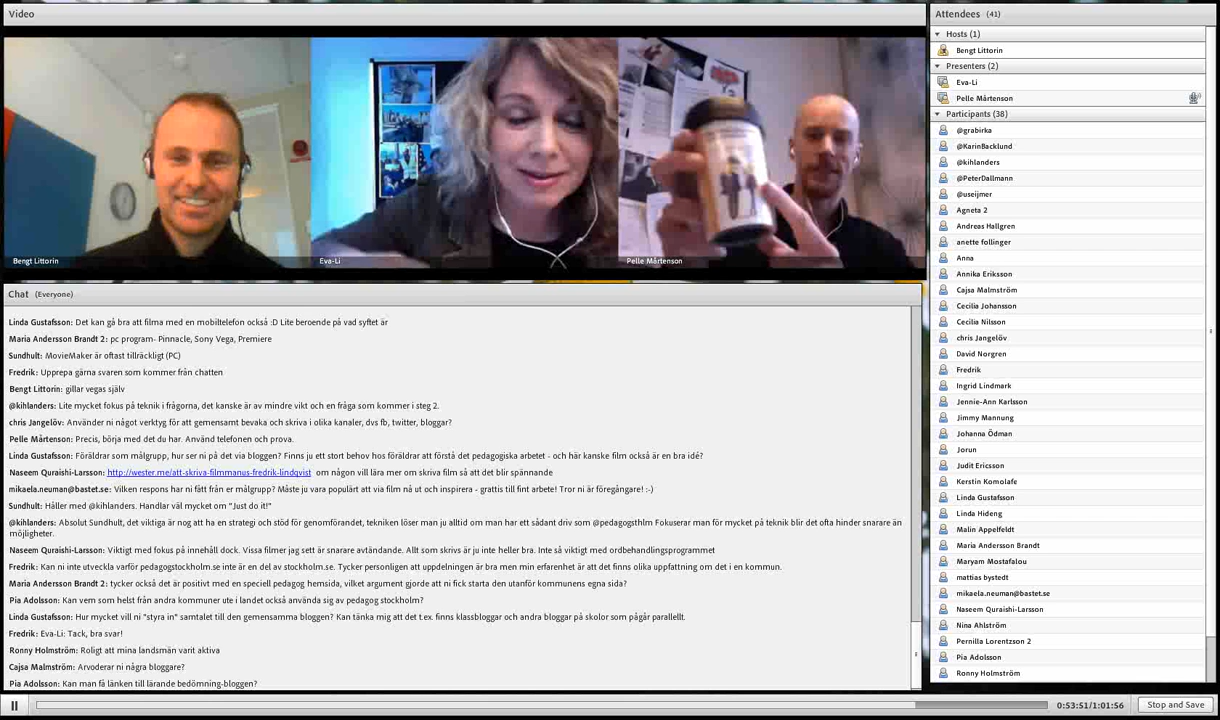 Video
Bengt Littorin
Eva-Li
Pelle Mårtenson
Chat (Everyone)
Linda Gustafsson: Det kan gå bra att filma med en mobiltelefon också :D Lite beroende på vad syftet är
Maria Andersson Brandt 2: pc program- Pinnacle, Sony Vega, Premiere
Sundhult: MovieMaker är oftast tillräckligt (PC)
Fredrik: Upprepa gärna svaren som kommer från chatten
Bengt Littorin: gillar vegas själv
@kihlanders: Lite mycket fokus på teknik i frågorna, det kanske är av mindre vikt och en fråga som kommer i steg 2.
chris Jangelöv: Använder ni något verktyg för att gemensamt bevaka och skriva i olika kanaler, dvs fb, twitter, bloggar?
Pelle Mårtenson: Precis, börja med det du har. Använd telefonen och prova.
Linda Gustafsson: Föräldrar som målgrupp, hur ser ni på det via bloggen? Finns ju ett stort behov hos föräldrar att förstå det pedagogiska arbetet - och här kanske film också är en bra idé?
Naseem Quraishi-Larsson: http://wester.me/att-skriva-filmmanus-fredrik-lindqvist om någon vill lära mer om skriva film så att det blir spännande
mikaela.neuman@bastet.se: Vilken respons har ni fått från er målgrupp? Måste ju vara populärt att via film nå ut och inspirera - grattis till fint arbete! Tror ni är föregångare! :-)
Sundhult: Håller med @kihlanders. Handlar väl mycket om "Just do it!"
@kihlanders: Absolut Sundhult, det viktiga är nog att ha en strategi och stöd för genomförandet, tekniken löser man ju alltid om man har ett sådant driv som @pedagogsthlm Fokuserar man för mycket på teknik blir det ofta hinder snarare än
möjligheter.
Naseem Quraishi-Larsson: Viktigt med fokus på innehåll dock. Vissa filmer jag sett är snarare avtändande. Allt som skrivs är ju inte heller bra. Inte så viktigt med ordbehandlingsprogrammet
Fredrik: Kan ni inte utveckla varför pedagogstockholm.se inte är en del av stockholm.se. Tycker personligen att uppdelningen är bra men min erfarenhet är att det finns olika uppfattning om det i en kommun.
Maria Andersson Brandt 2: tycker också det är positivt med en speciell pedagog hemsida, vilket argument gjorde att ni fick starta den utanför kommunens egna sida?
Pia Adolsson: Kan vem som helst från andra kommuner ute i landet också använda sig av pedagog stockholm?
Linda Gustafsson: Hur mycket vill ni "styra in" samtalet till den gemensamma bloggen? Kan tänka mig att det t.ex. finns klassbloggar och andra bloggar på skolor som pågår parallellt.
Fredrik: Eva-Li: Tack, bra svar!
Ronny Holmström: Roligt att mina landsmän varit aktiva
Cajsa Malmström: Arvoderar ni några bloggare?
Pia Adolsson: Kan man få länken till lärande bedömning-bloggen?
Attendees (41)
Hosts (1)
Bengt Littorin
Presenters (2)
Eva-Li
Pelle Mårtenson
Participants (38)
@grabirka
@KarinBacklund
@kihlanders
@PeterDallmann
@useijmer
Agneta 2
Andreas Hallgren
anette follinger
Anna
Annika Eriksson
Cajsa Malmström
Cecilia Johansson
Cecilia Nilsson
chris Jangelöv
David Norgren
Fredrik
Ingrid Lindmark
Jennie-Ann Karlsson
Jimmy Mannung
Johanna Ödman
Jorun
Judit Ericsson
Kerstin Komolafe
Linda Gustafsson
Linda Hideng
Malin Appelfeldt
Maria Andersson Brandt
Maryam Mostafalou
mattias bystedt
mikaela.neuman@bastet.se
Naseem Quraishi-Larsson
Nina Ahlström
Pernilla Lorentzson 2
Pia Adolsson
Ronny Holmström
0:53:51/1:01:56
Stop and Save